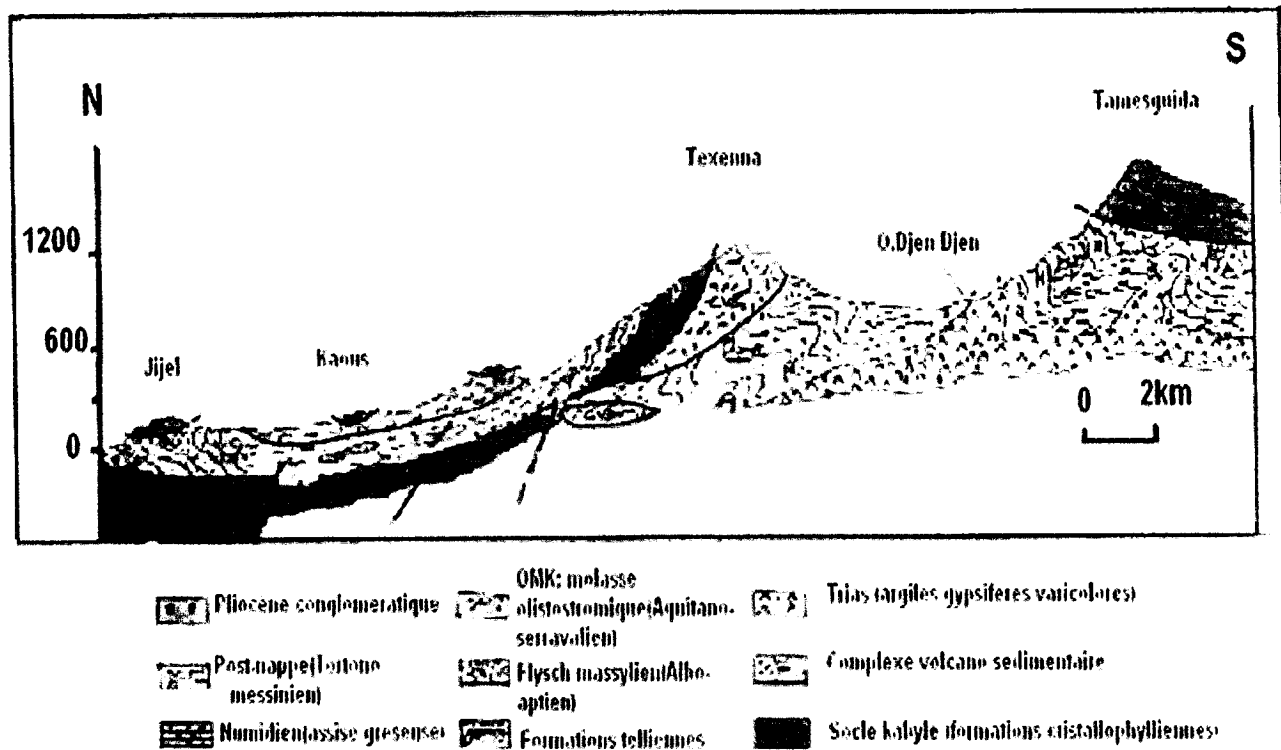 N
S
Tamesguida
Texenna
O.Djen Djen
1200
600
0
Jijel
Kaous
0 2km
Pliocene conglomeratique
OMK: molasse
olistostromique(Aquitano-
serravalien)
Trias (argiles gypsiferes varicolores)
Post-nappe(Tortono
messinien)
Flysch massylien(Albo-
aptien)
Complexe volcano sedimentaire
Numidien(assise greseuse)
Formations telliennes
Socle kabyle (formations cristallophylliennes)